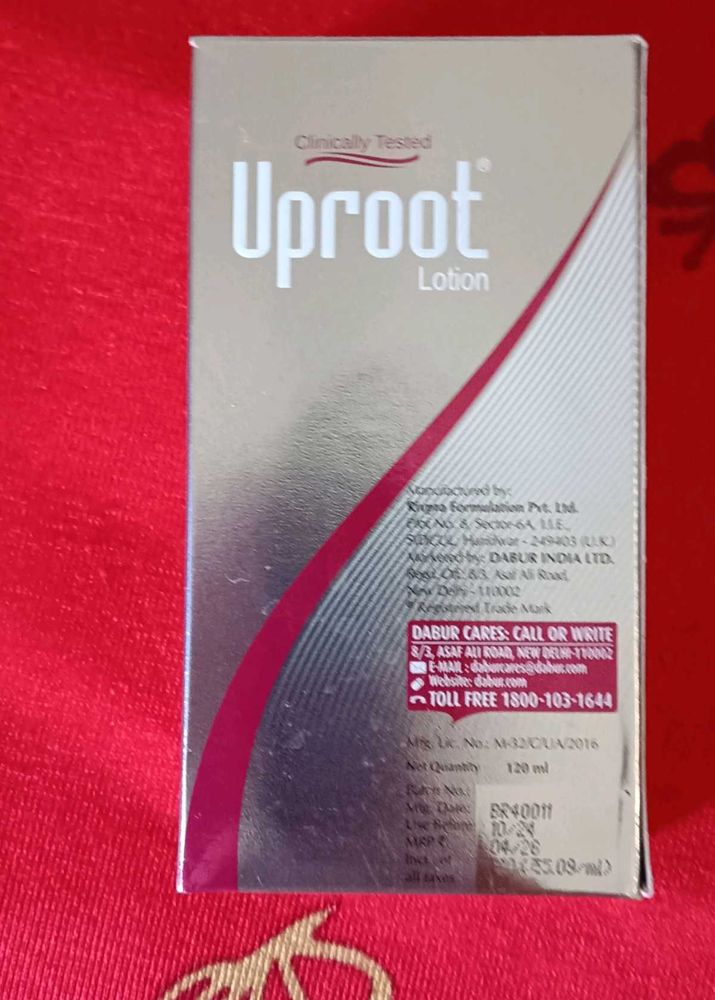 Clinically Tested
Uproot®
Lotion
Manufactured by:
Formulation Pvt. Ltd.
Plot No. 8, Sector-6A, I.I.E.,
SIDCUL, Haridwar - 249403 (U.K.)
Marketed by: DABUR INDIA LTD.
Regd. Off.: 8/3, Asaf Ali Road,
New Delhi - 110002
® Registered Trade Mark
DABUR CARES: CALL OR WRITE
8/3, ASAF ALI ROAD, NEW DELHI-110002
E-MAIL : daburcares@dabur.com
Website: dabur.com
TOLL FREE 1800-103-1644
Mfg. Lic. No.: M-32/C/UA/2016
Net Quantity 120 ml
Batch No.: BR40011
Mfg. Date: 10/24
Use Before: 04/26
MRP ₹
Incl. of (₹5.09/ml)
all taxes